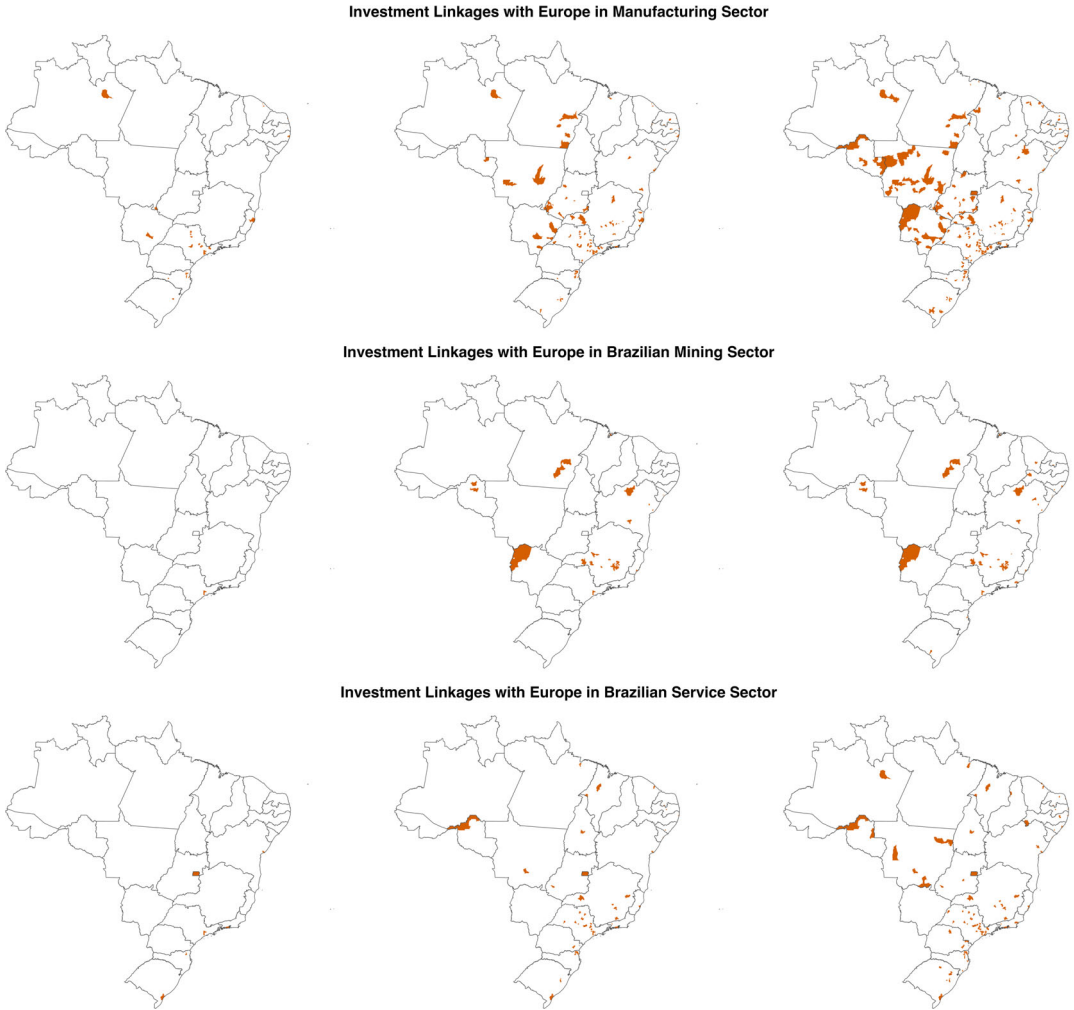 Investment Linkages with Europe in Manufacturing Sector
Investment Linkages with Europe in Brazilian Mining Sector
Investment Linkages with Europe in Brazilian Service Sector